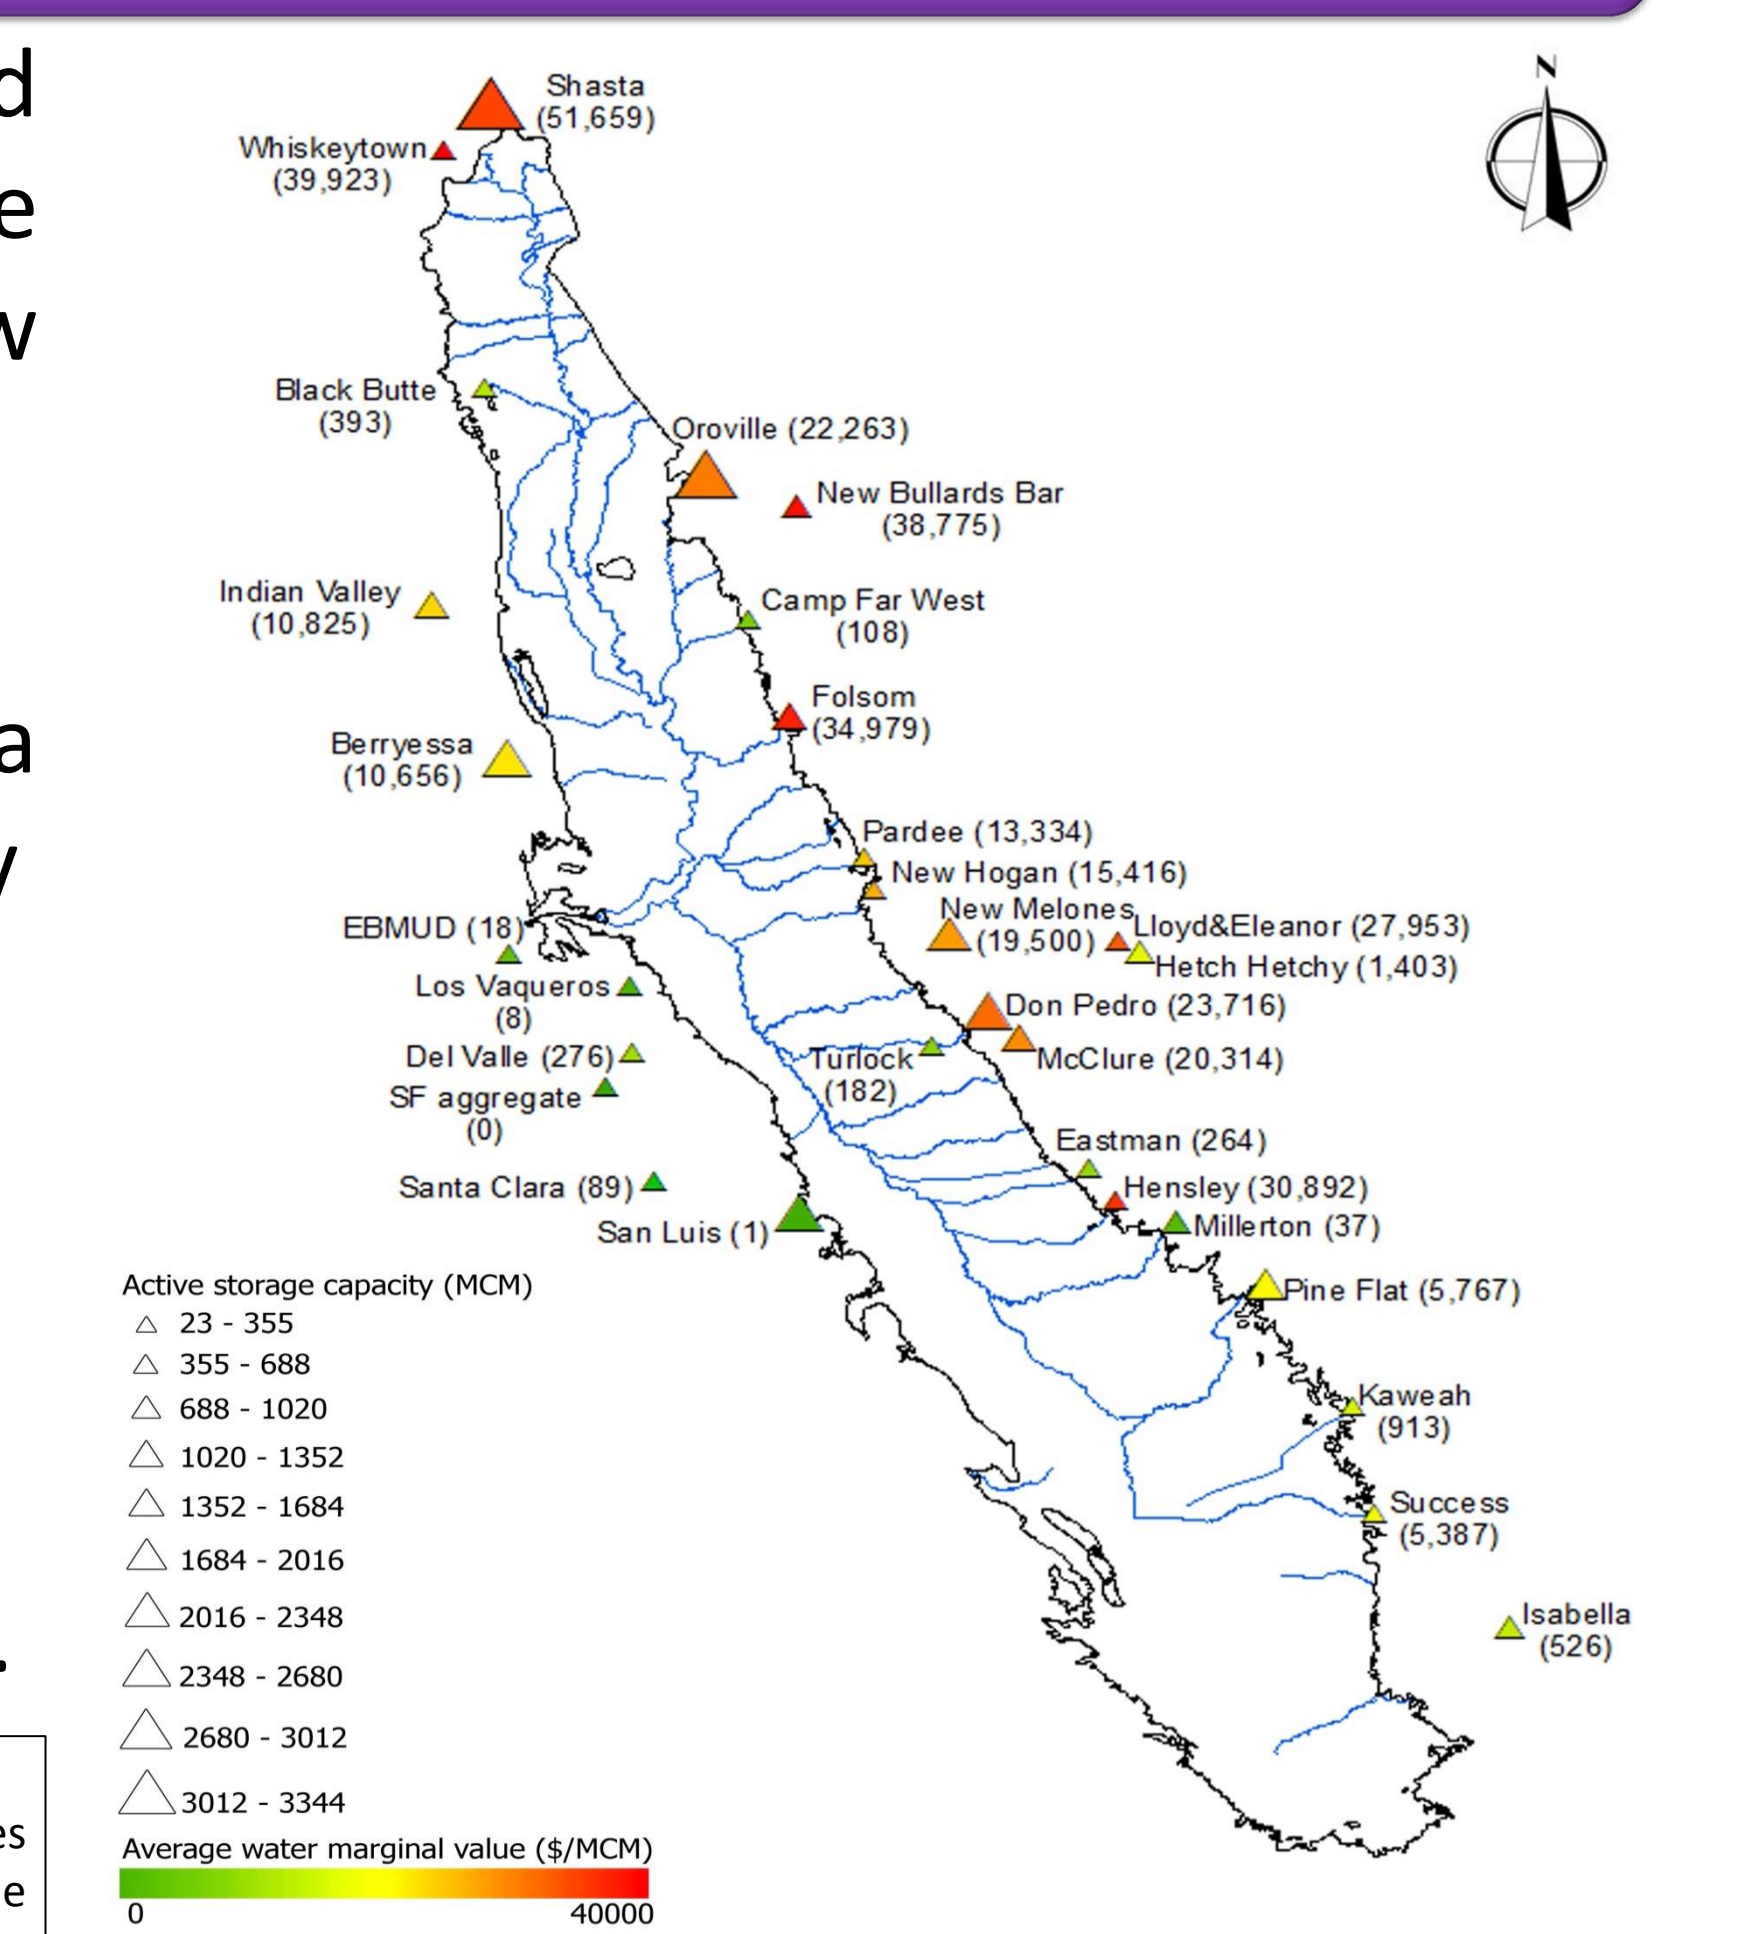 d
e
w
a
y
.
es
e
N
Shasta
(51,659)
Whiskeytown
(39,923)
Black Butte
(393)
Oroville (22,263)
New Bullards Bar
(38,775)
Indian Valley
(10,825)
Camp Far West
(108)
Folsom
(34,979)
Berryessa
(10,656)
Pardee (13,334)
New Hogan (15,416)
New Melones
(19,500)
Lloyd&Eleanor (27,953)
Hetch Hetchy (1,403)
EBMUD (18)
Los Vaqueros
(8)
Don Pedro (23,716)
Del Valle (276)
Turlock
(182)
McClure (20,314)
SF aggregate
(0)
Eastman (264)
Santa Clara (89)
Hensley (30,892)
San Luis (1)
Millerton (37)
Pine Flat (5,767)
Kaweah
(913)
Success
(5,387)
Isabella
(526)
Active storage capacity (MCM)
23 - 355
355 - 688
688 - 1020
1020 - 1352
1352 - 1684
1684 - 2016
2016 - 2348
2348 - 2680
2680 - 3012
3012 - 3344
Average water marginal value ($/MCM)
0 40000